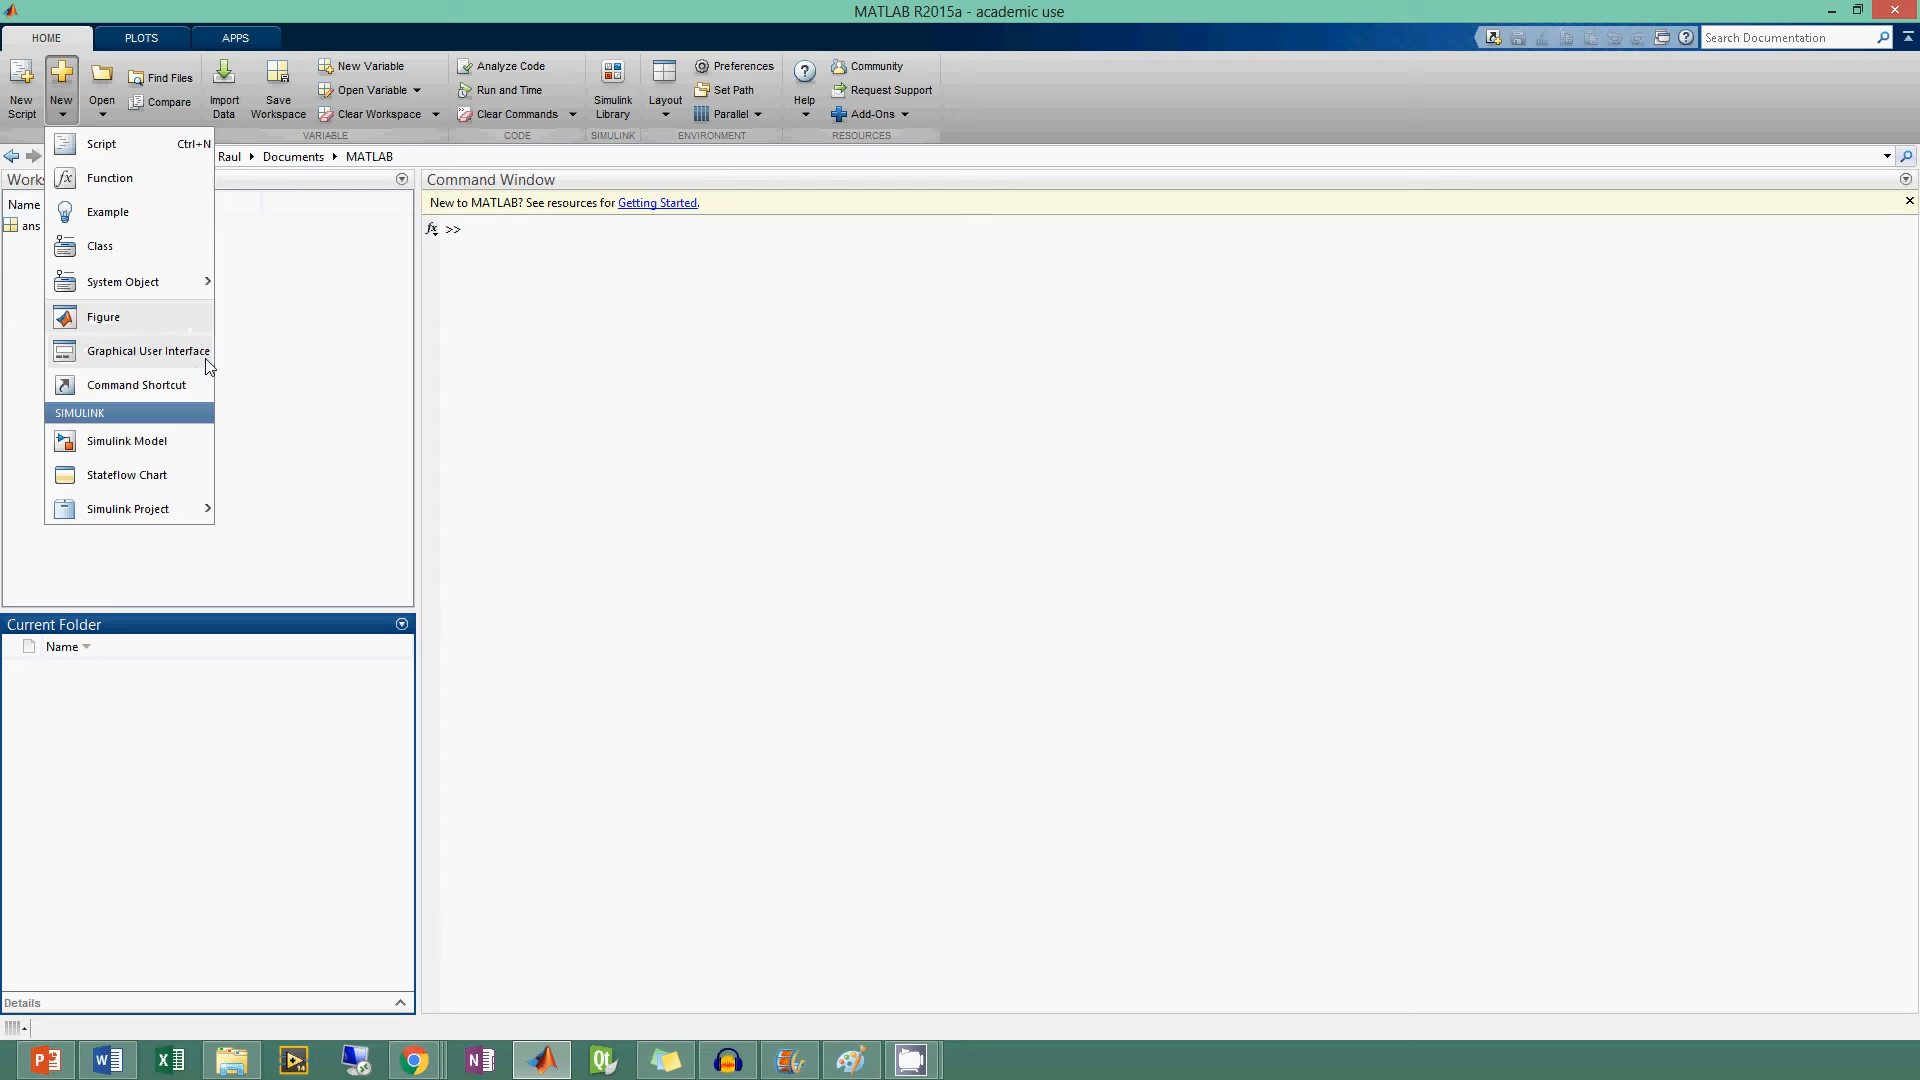 MATLAB R2015a - academic use
HOME PLOTS APPS
Search Documentation
New Script
New
Open
Find Files
Compare
Import Data
Save Workspace
New Variable
Open Variable
Clear Workspace
VARIABLE
Analyze Code
Run and Time
Clear Commands
CODE
Simulink Library
SIMULINK
Layout
Preferences
Set Path
Parallel
ENVIRONMENT
Help
Community
Request Support
Add-Ons
RESOURCES
Raul Documents MATLAB
Script Ctrl+N
Function
Example
Class
System Object
Figure
Graphical User Interface
Command Shortcut
SIMULINK
Simulink Model
Stateflow Chart
Simulink Project
Works
Name
ans
Command Window
New to MATLAB? See resources for Getting Started.
fx >>
Current Folder
Name
Details